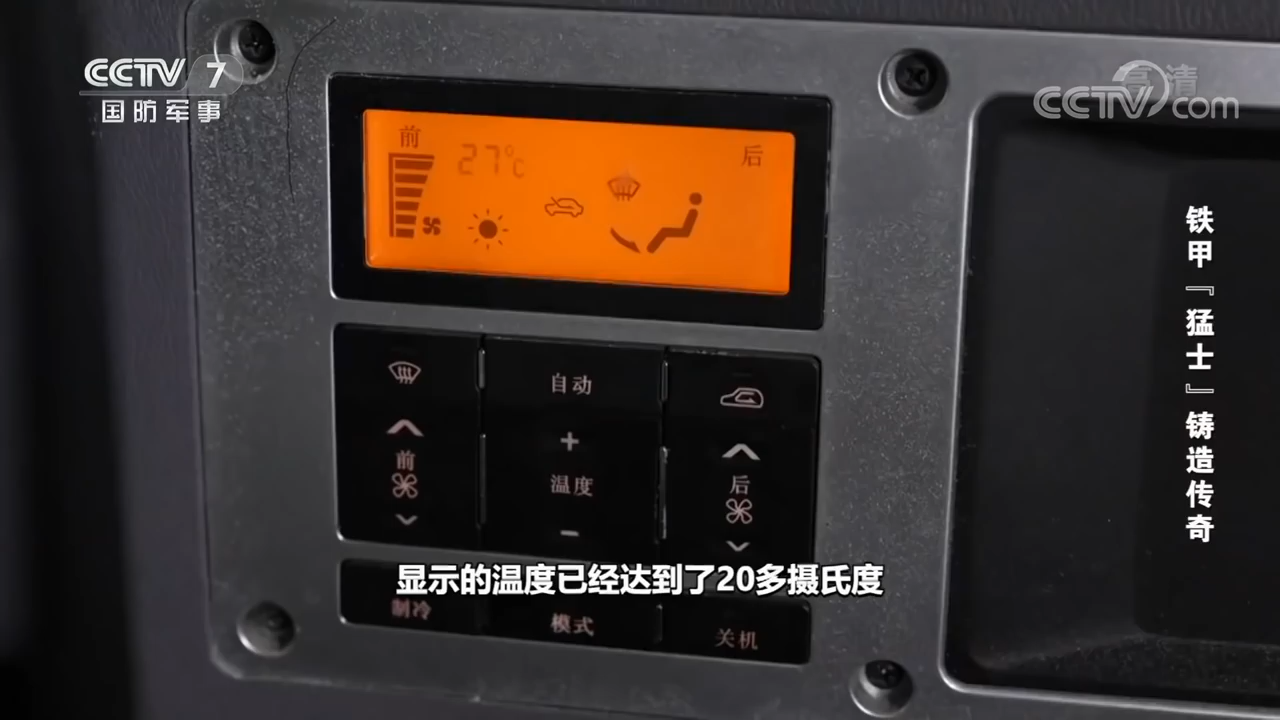 CCTV 7
国防军事
高清
CCTV.com
前
27℃
后
自动
前
+
温度
-
后
制冷
模式
关机
显示的温度已经达到了20多摄氏度
铁甲『猛士』铸造传奇